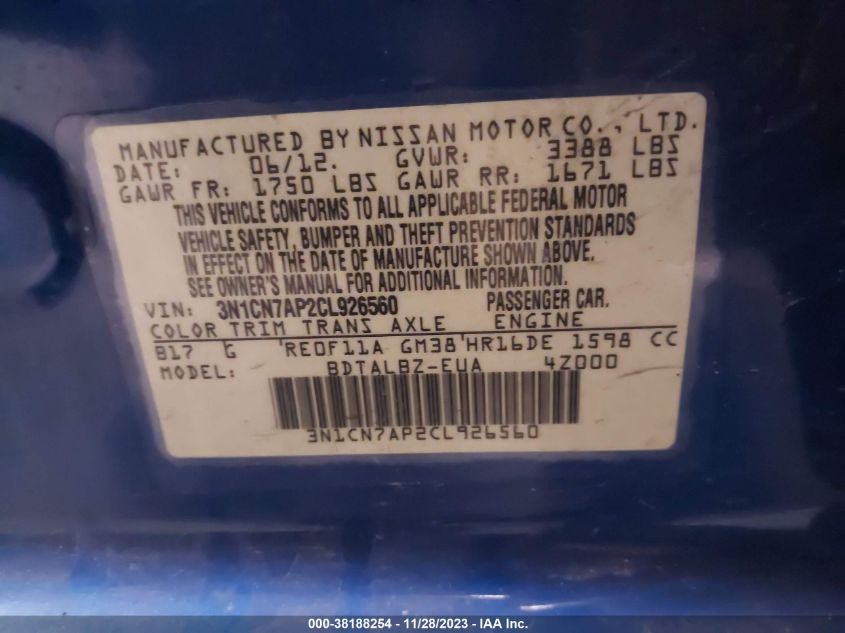 MANUFACTURED BY NISSAN MOTOR CO., LTD.
DATE: 06/12. GVWR: 3388 LBS
GAWR FR: 1750 LBS GAWR RR: 1671 LBS
THIS VEHICLE CONFORMS TO ALL APPLICABLE FEDERAL MOTOR
VEHICLE SAFETY, BUMPER AND THEFT PREVENTION STANDARDS
IN EFFECT ON THE DATE OF MANUFACTURE SHOWN ABOVE.
SEE OWNER'S MANUAL FOR ADDITIONAL INFORMATION.
VIN: 3N1CN7AP2CL926560 PASSENGER CAR.
COLOR TRIM TRANS AXLE ENGINE
B17 G 'RE0F11A GM38'HR16DE 1598 CC
MODEL: BDTALBZ-EUA 4Z000
3N1CN7AP2CL926560
000-38188254 - 11/28/2023 - IAA Inc.